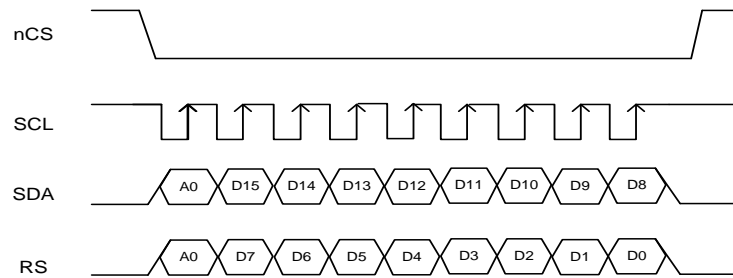 nCS
SCL
SDA A0 D15 D14 D13 D12 D11 D10 D9 D8
RS A0 D7 D6 D5 D4 D3 D2 D1 D0